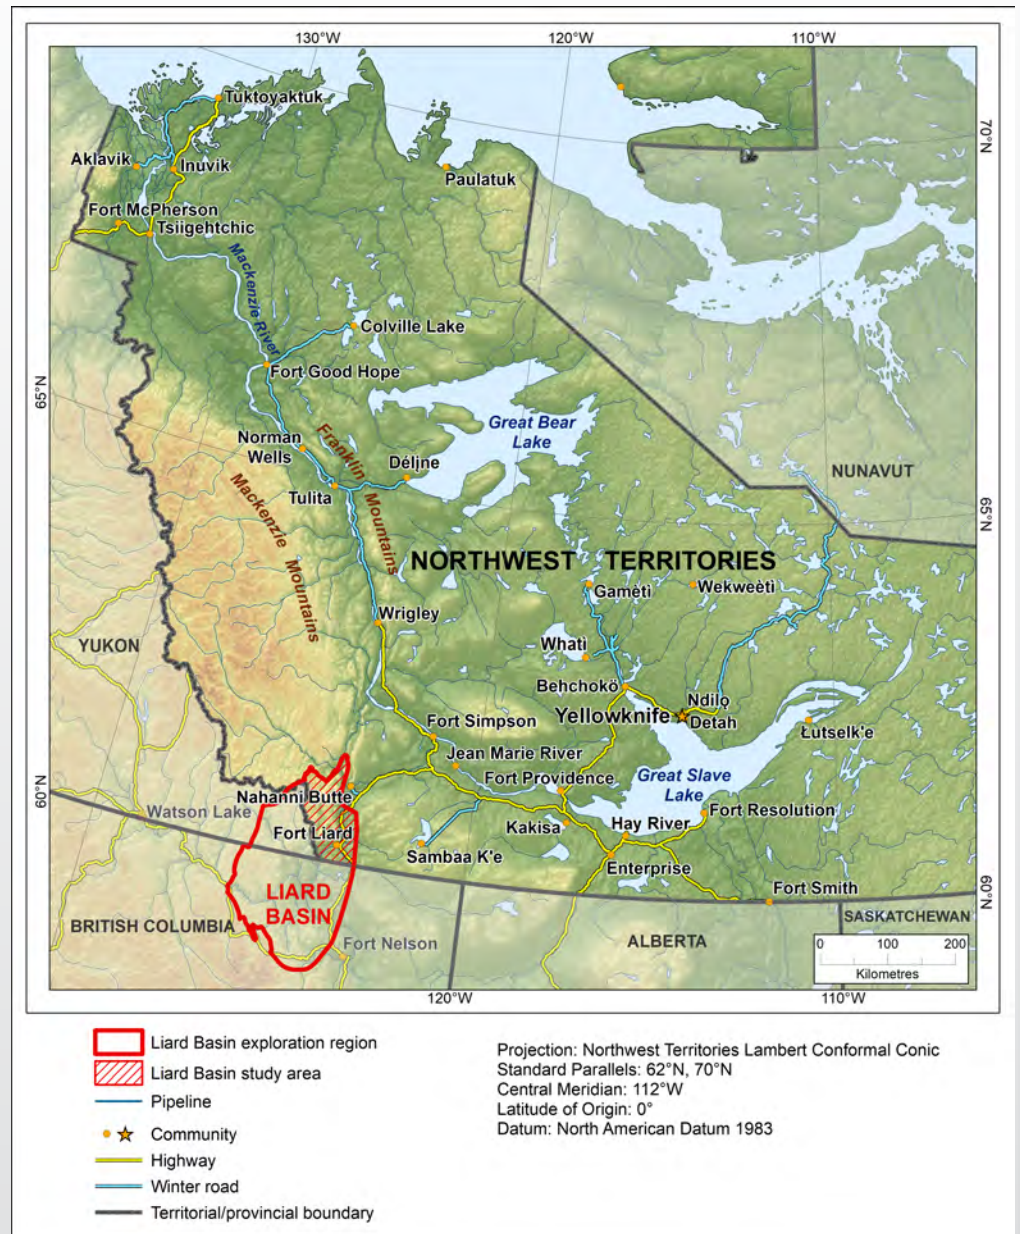 130°W
120°W
110°W
70°N
Tuktoyaktuk
Aklavik
Inuvik
Paulatuk
Fort McPherson
Tsiigehtchic
Mackenzie River
Colville Lake
Fort Good Hope
65°N
Great Bear
Lake
Norman
Wells
Franklin Mountains
Délįne
NUNAVUT
Tulita
Mackenzie Mountains
65°N
NORTHWEST TERRITORIES
Gamètì
Wekweètì
Wrigley
YUKON
Whatì
Behchokö
Ndilǫ
Yellowknife
Detah
Fort Simpson
Łutselk'e
Jean Marie River
Fort Providence
Great Slave
Lake
60°N
Nahanni Butte
Watson Lake
Fort Resolution
Kakisa
Hay River
Fort Liard
Sambaa K'e
Enterprise
LIARD
BASIN
Fort Smith
60°N
BRITISH COLUMBIA
SASKATCHEWAN
Fort Nelson
ALBERTA
0 100 200
Kilometres
120°W
110°W
Liard Basin exploration region
Liard Basin study area
Pipeline
Community
Highway
Winter road
Territorial/provincial boundary
Projection: Northwest Territories Lambert Conformal Conic
Standard Parallels: 62°N, 70°N
Central Meridian: 112°W
Latitude of Origin: 0°
Datum: North American Datum 1983